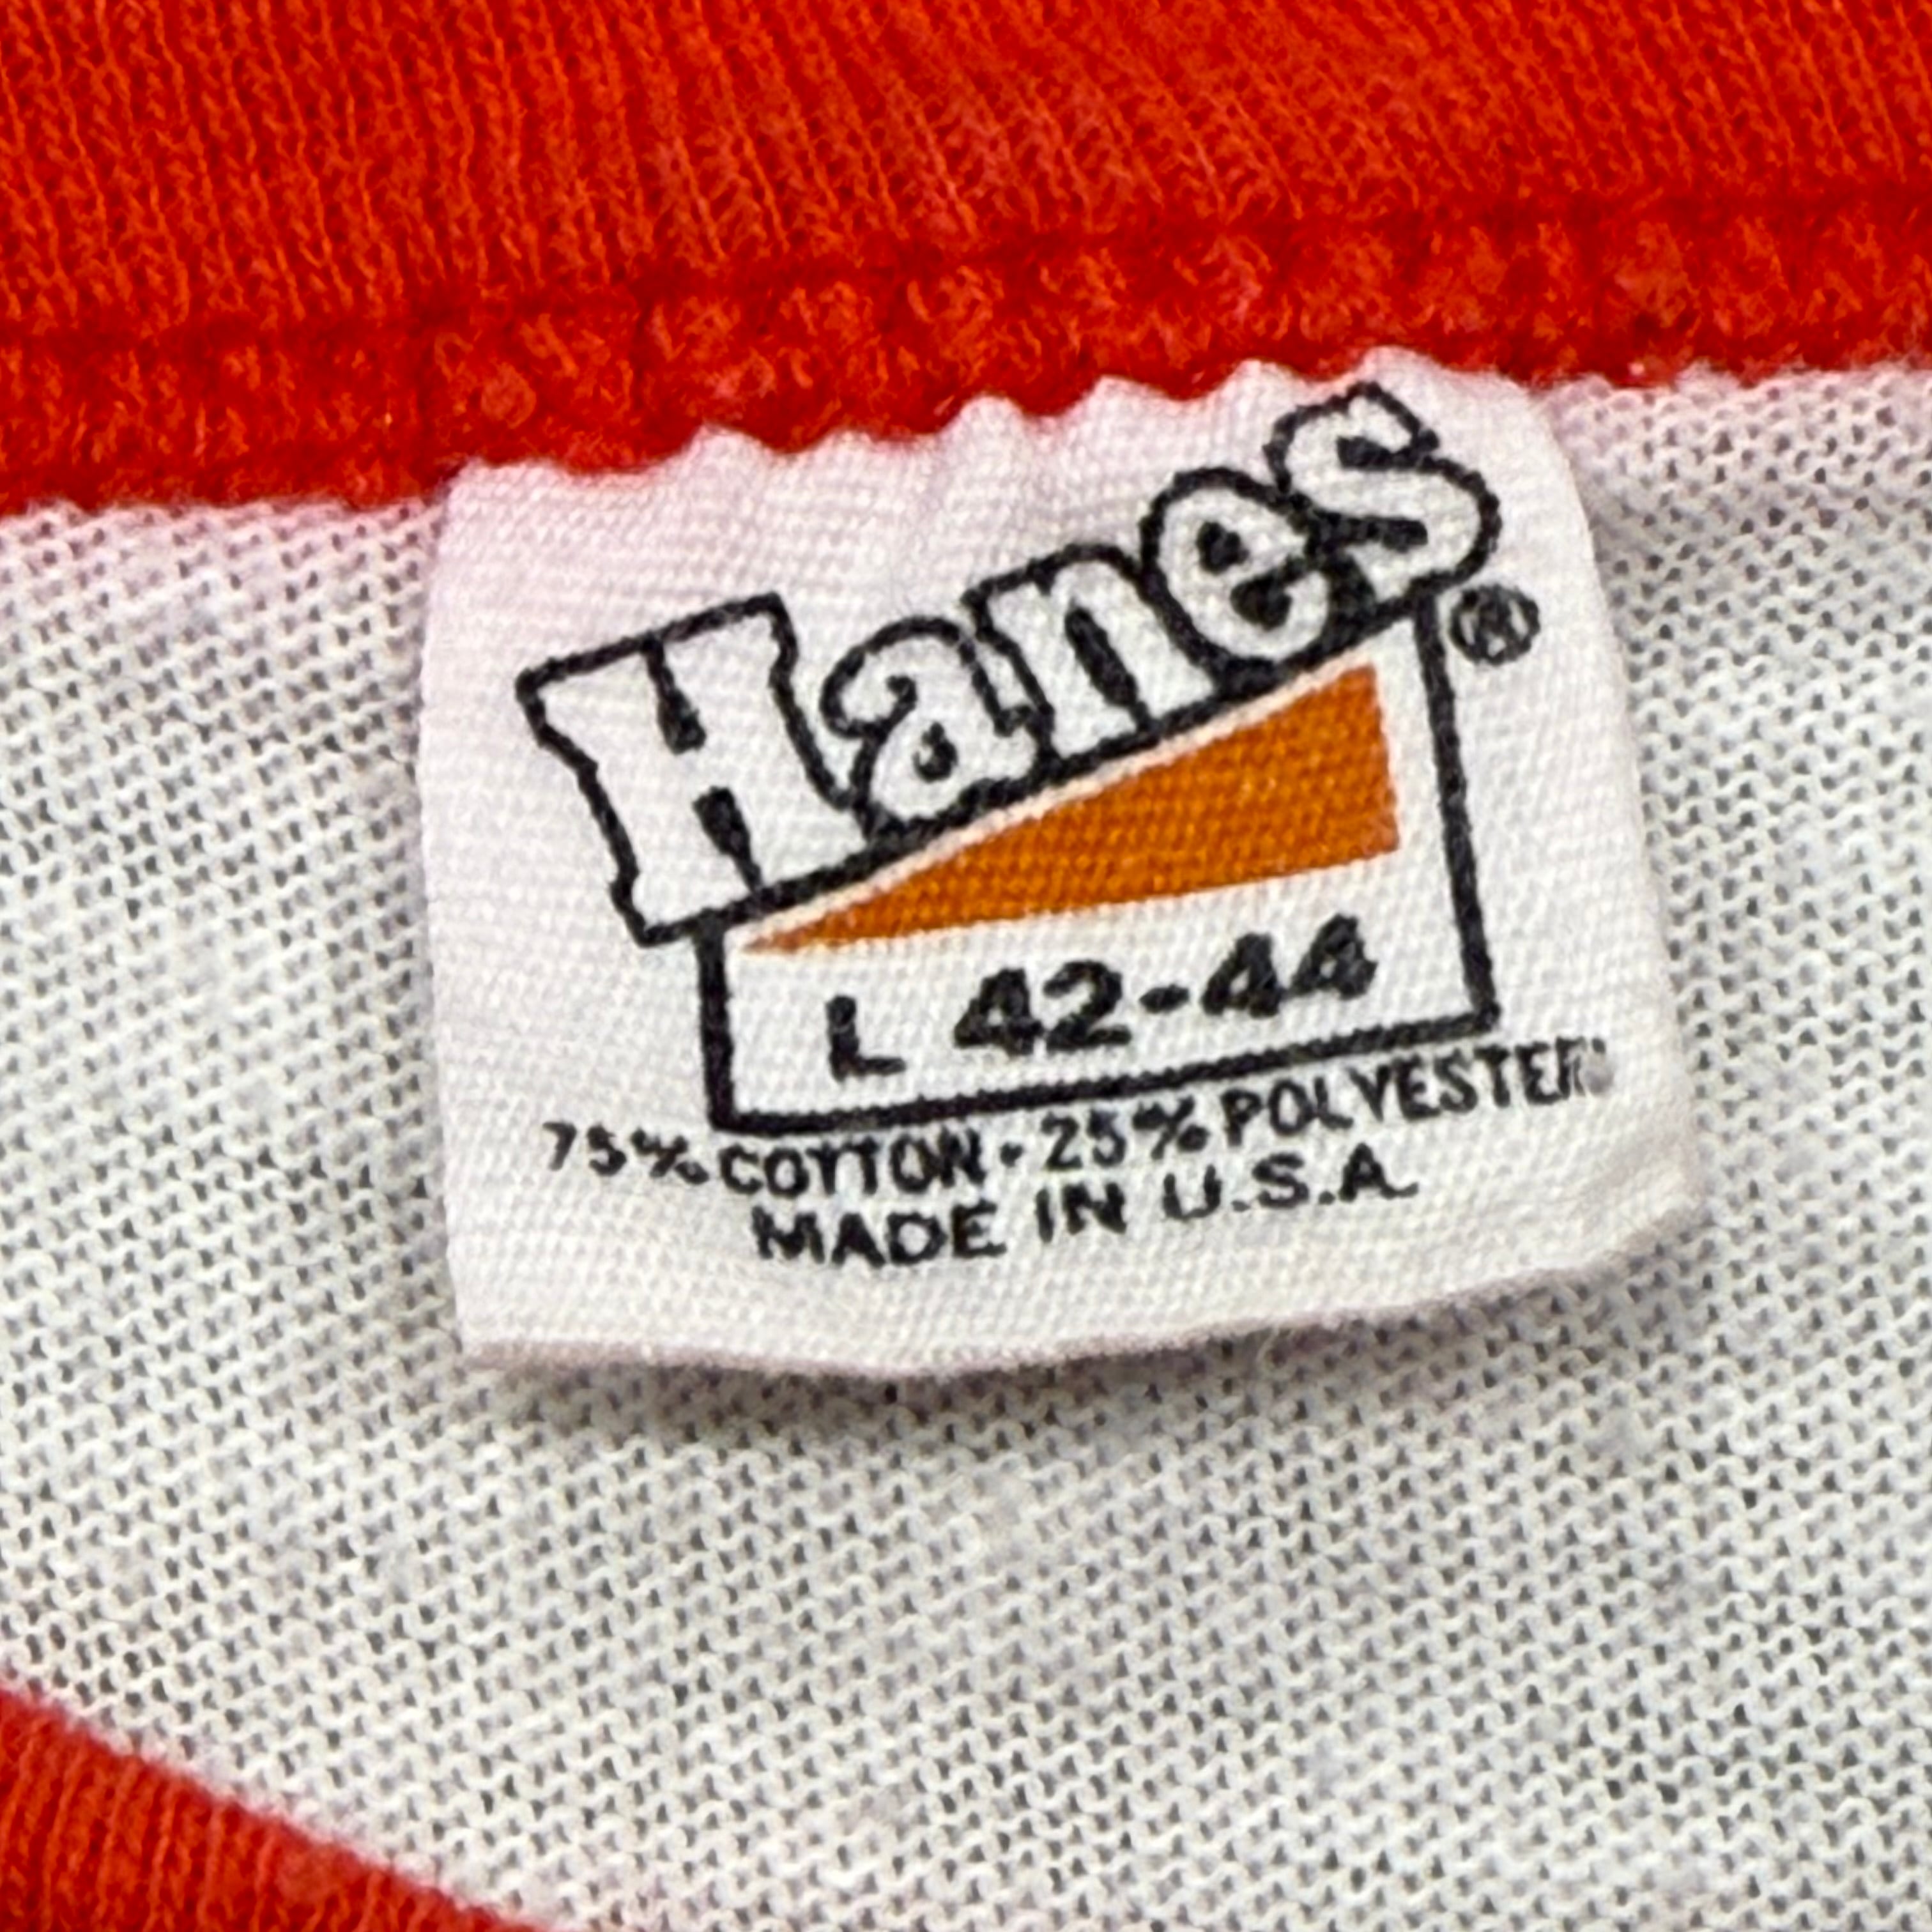 Hanes®
L 42-44
75% COTTON · 25% POLYESTER
MADE IN U.S.A.